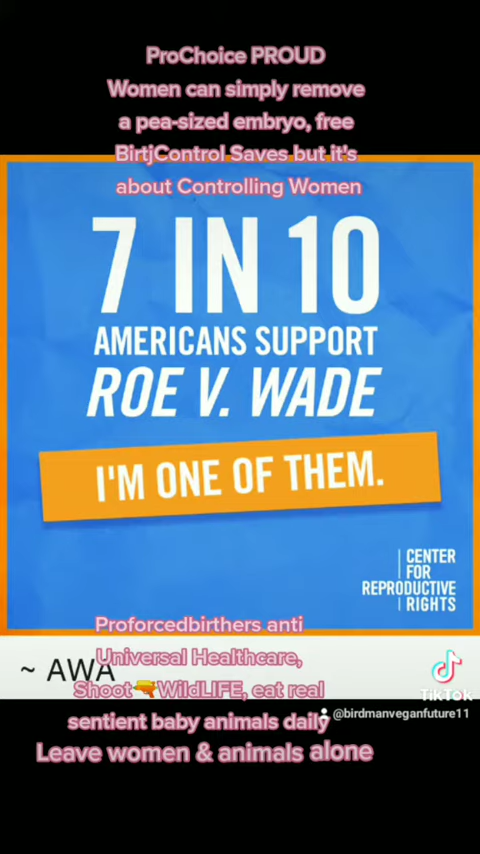 ProChoice PROUD
Women can simply remove
a pea-sized embryo, free
BirtjControl Saves but it's
about Controlling Women
7 IN 10
AMERICANS SUPPORT
ROE V. WADE
I'M ONE OF THEM.
CENTER
FOR
REPRODUCTIVE
RIGHTS
Proforcedbirthers anti
Universal Healthcare,
~ AWA
Shoot🔫WildLIFE, eat real
sentient baby animals daily
Leave women & animals alone
TikTok
@birdmanveganfuture11